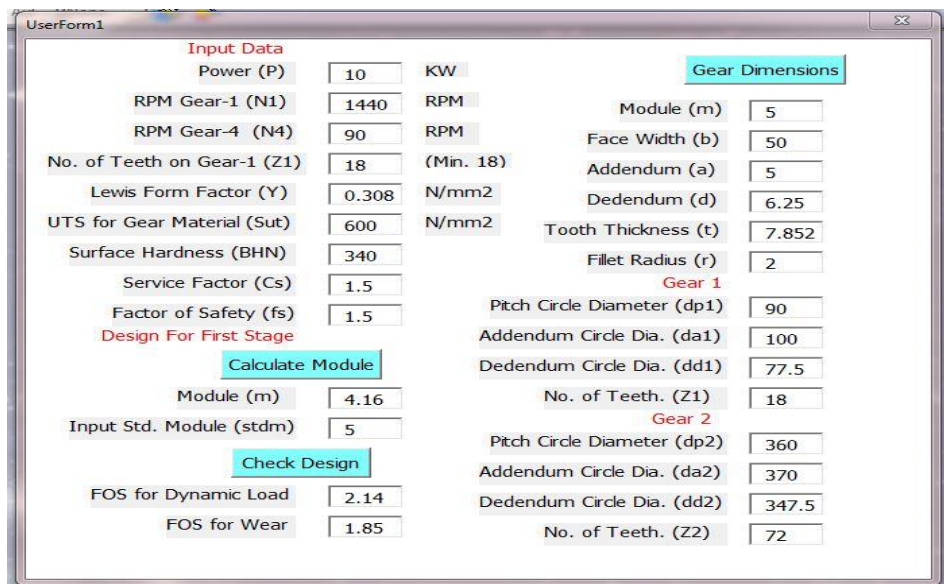 UserForm1
Input Data
Power (P) 10 KW
RPM Gear-1 (N1) 1440 RPM
RPM Gear-4 (N4) 90 RPM
No. of Teeth on Gear-1 (Z1) 18 (Min. 18)
Lewis Form Factor (Y) 0.308 N/mm2
UTS for Gear Material (Sut) 600 N/mm2
Surface Hardness (BHN) 340
Service Factor (Cs) 1.5
Factor of Safety (fs) 1.5
Design For First Stage
Calculate Module
Module (m) 4.16
Input Std. Module (stdm) 5
Check Design
FOS for Dynamic Load 2.14
FOS for Wear 1.85
Gear Dimensions
Module (m) 5
Face Width (b) 50
Addendum (a) 5
Dedendum (d) 6.25
Tooth Thickness (t) 7.852
Fillet Radius (r) 2
Gear 1
Pitch Circle Diameter (dp1) 90
Addendum Circle Dia. (da1) 100
Dedendum Circle Dia. (dd1) 77.5
No. of Teeth. (Z1) 18
Gear 2
Pitch Circle Diameter (dp2) 360
Addendum Circle Dia. (da2) 370
Dedendum Circle Dia. (dd2) 347.5
No. of Teeth. (Z2) 72